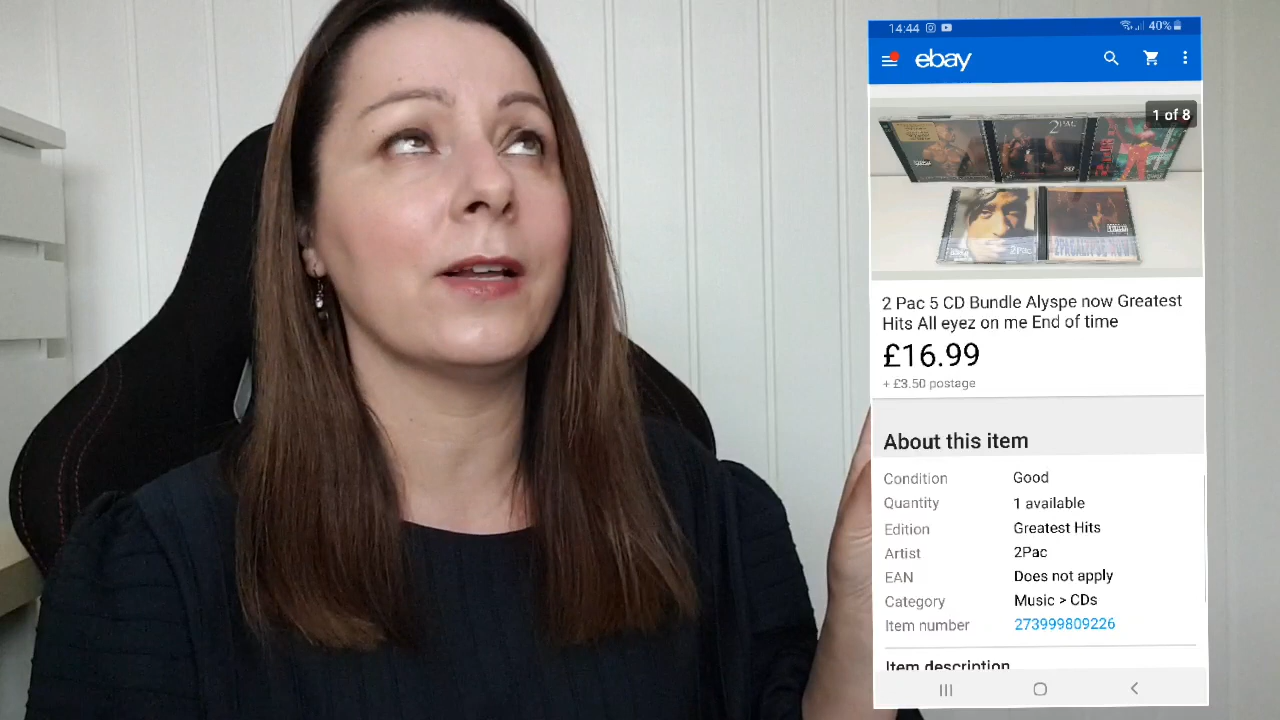 14:44
40%
ebay
1 of 8
2PAC
2PAC
2 Pac 5 CD Bundle Alyspe now Greatest
Hits All eyez on me End of time
£16.99
+ £3.50 postage
About this item
Condition Good
Quantity 1 available
Edition Greatest Hits
Artist 2Pac
EAN Does not apply
Category Music > CDs
Item number 273999809226
Item description